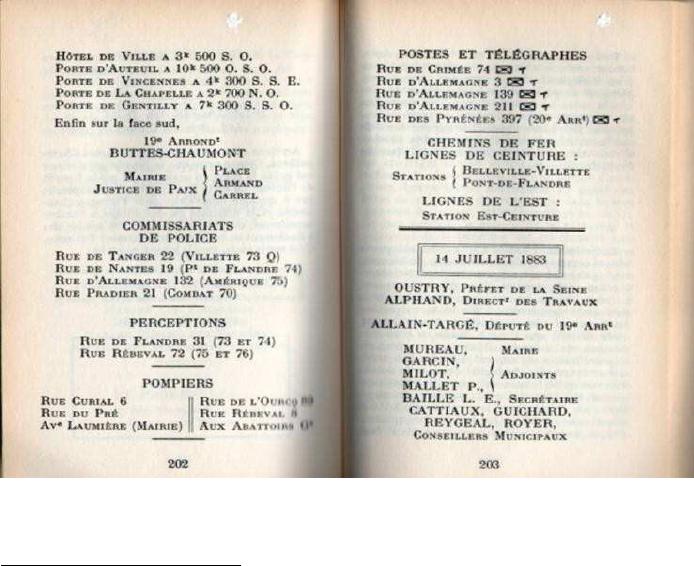 HÔTEL DE VILLE A 3k 500 S. O.
PORTE D'AUTEUIL A 10k 500 O. S. O.
PORTE DE VINCENNES A 4k 300 S. S. E.
PORTE DE LA CHAPELLE A 2k 700 N. O.
PORTE DE GENTILLY A 7k 300 S. S. O.
Enfin sur la face sud,
19e ARRONDt
BUTTES-CHAUMONT
MAIRIE
JUSTICE DE PAIX
PLACE
ARMAND
CARREL
COMMISSARIATS
DE POLICE
RUE DE TANGER 22 (VILLETTE 73 Q)
RUE DE NANTES 19 (Pt DE FLANDRE 74)
RUE D'ALLEMAGNE 132 (AMÉRIQUE 75)
RUE PRADIER 21 (COMBAT 70)
PERCEPTIONS
RUE DE FLANDRE 31 (73 ET 74)
RUE RÉBEVAL 72 (75 ET 76)
POMPIERS
RUE CURIAL 6
RUE DU PRÉ
AVe LAUMIÈRE (MAIRIE)
RUE DE L'OURCQ
RUE RÉBEVAL
AUX ABATTOIRS
202
POSTES ET TÉLÉGRAPHES
RUE DE CRIMÉE 74
RUE D'ALLEMAGNE 3
RUE D'ALLEMAGNE 139
RUE D'ALLEMAGNE 211
RUE DES PYRÉNÉES 397 (20e ARRt)
CHEMINS DE FER
LIGNES DE CEINTURE :
STATIONS
BELLEVILLE-VILLETTE
PONT-DE-FLANDRE
LIGNES DE L'EST :
STATION EST-CEINTURE
14 JUILLET 1883
OUSTRY, PRÉFET DE LA SEINE
ALPHAND, DIRECTr DES TRAVAUX
ALLAIN-TARGÉ, DÉPUTÉ DU 19e ARRt
MUREAU, MAIRE
GARCIN,
MILOT, ADJOINTS
MALLET P.,
BAILLE L. E., SECRÉTAIRE
CATTIAUX, GUICHARD,
REYGEAL, ROYER,
CONSEILLERS MUNICIPAUX
203